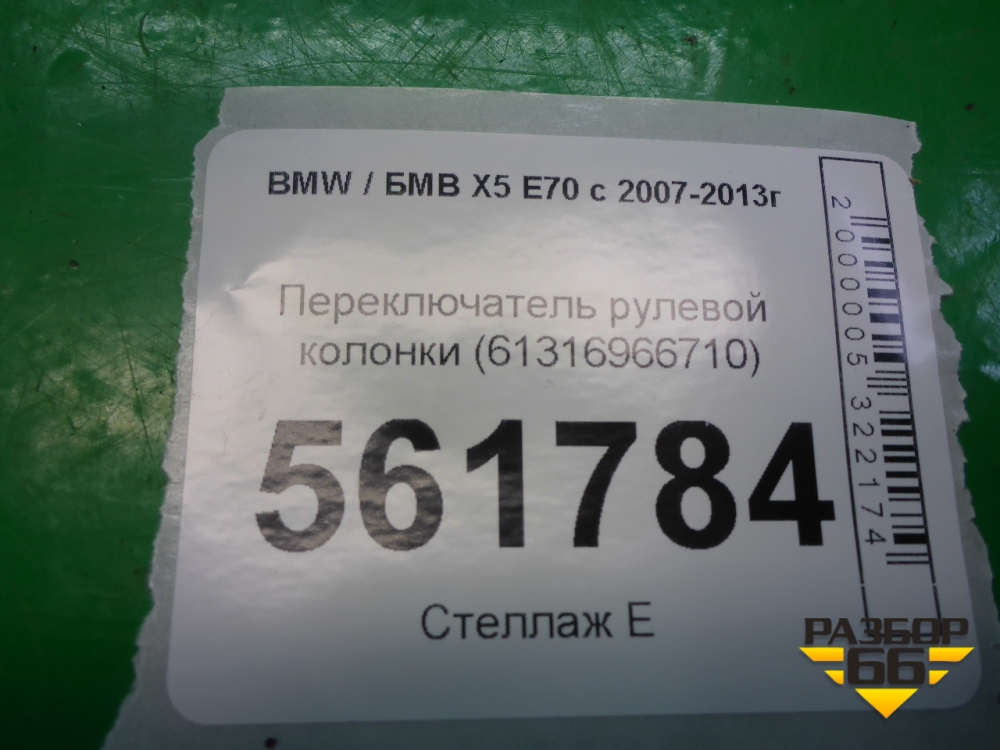 BMW / БМВ X5 E70 с 2007-2013г
Переключатель рулевой
колонки (61316966710)
561784
Стеллаж Е
2000005322174
РАЗБОР
66